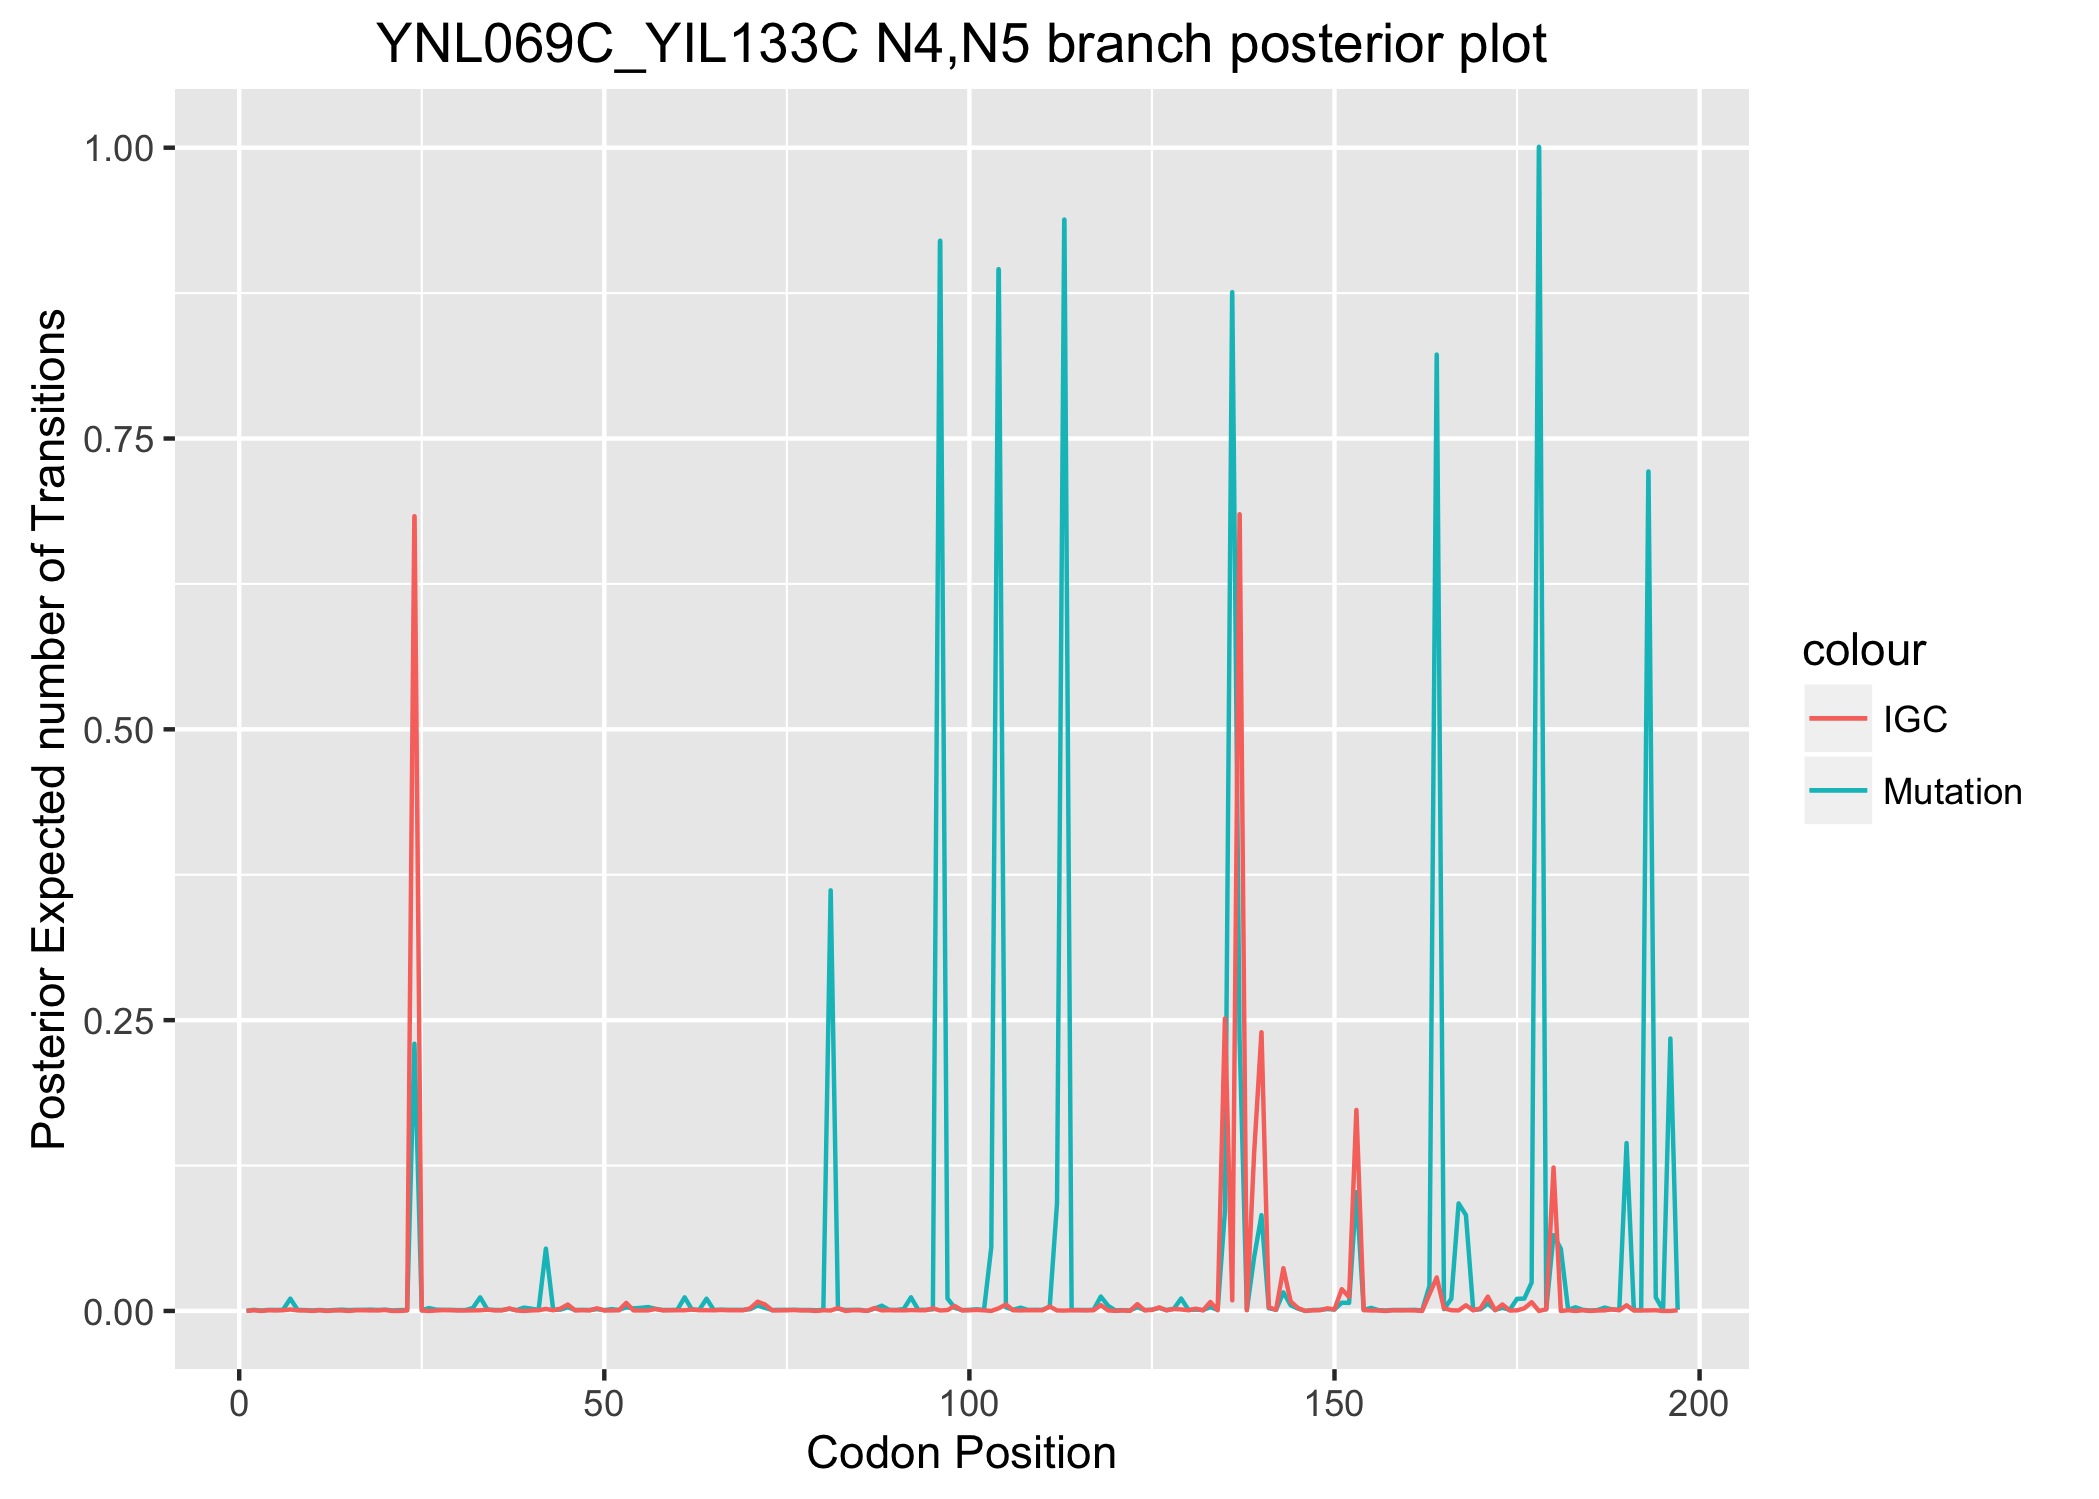 YNL069C_YIL133C N4,N5 branch posterior plot
Posterior Expected number of Transitions
1.00
0.75
0.50
0.25
0.00
0 50 100 150 200
Codon Position
colour
IGC
Mutation